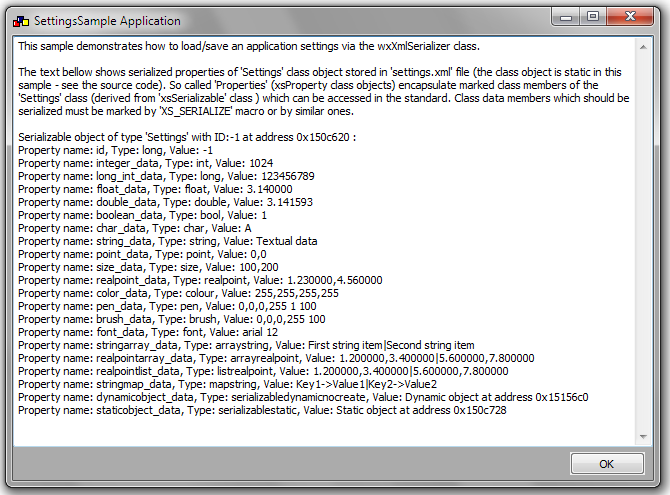 SettingsSample Application
This sample demonstrates how to load/save an application settings via the wxXmlSerializer class.
The text bellow shows serialized properties of 'Settings' class object stored in 'settings.xml' file (the class object is static in this
sample - see the source code). So called 'Properties' (xsProperty class objects) encapsulate marked class members of the
'Settings' class (derived from 'xsSerializable' class ) which can be accessed in the standard. Class data members which should be
serialized must be marked by 'XS_SERIALIZE' macro or by similar ones.
Serializable object of type 'Settings' with ID:-1 at address 0x150c620 :
Property name: id, Type: long, Value: -1
Property name: integer_data, Type: int, Value: 1024
Property name: long_int_data, Type: long, Value: 123456789
Property name: float_data, Type: float, Value: 3.140000
Property name: double_data, Type: double, Value: 3.141593
Property name: boolean_data, Type: bool, Value: 1
Property name: char_data, Type: char, Value: A
Property name: string_data, Type: string, Value: Textual data
Property name: point_data, Type: point, Value: 0,0
Property name: size_data, Type: size, Value: 100,200
Property name: realpoint_data, Type: realpoint, Value: 1.230000,4.560000
Property name: color_data, Type: colour, Value: 255,255,255,255
Property name: pen_data, Type: pen, Value: 0,0,0,255 1 100
Property name: brush_data, Type: brush, Value: 0,0,0,255 100
Property name: font_data, Type: font, Value: arial 12
Property name: stringarray_data, Type: arraystring, Value: First string item|Second string item
Property name: realpointarray_data, Type: arrayrealpoint, Value: 1.200000,3.400000|5.600000,7.800000
Property name: realpointlist_data, Type: listrealpoint, Value: 1.200000,3.400000|5.600000,7.800000
Property name: stringmap_data, Type: mapstring, Value: Key1->Value1|Key2->Value2
Property name: dynamicobject_data, Type: serializabledynamicnocreate, Value: Dynamic object at address 0x15156c0
Property name: staticobject_data, Type: serializablestatic, Value: Static object at address 0x150c728
OK